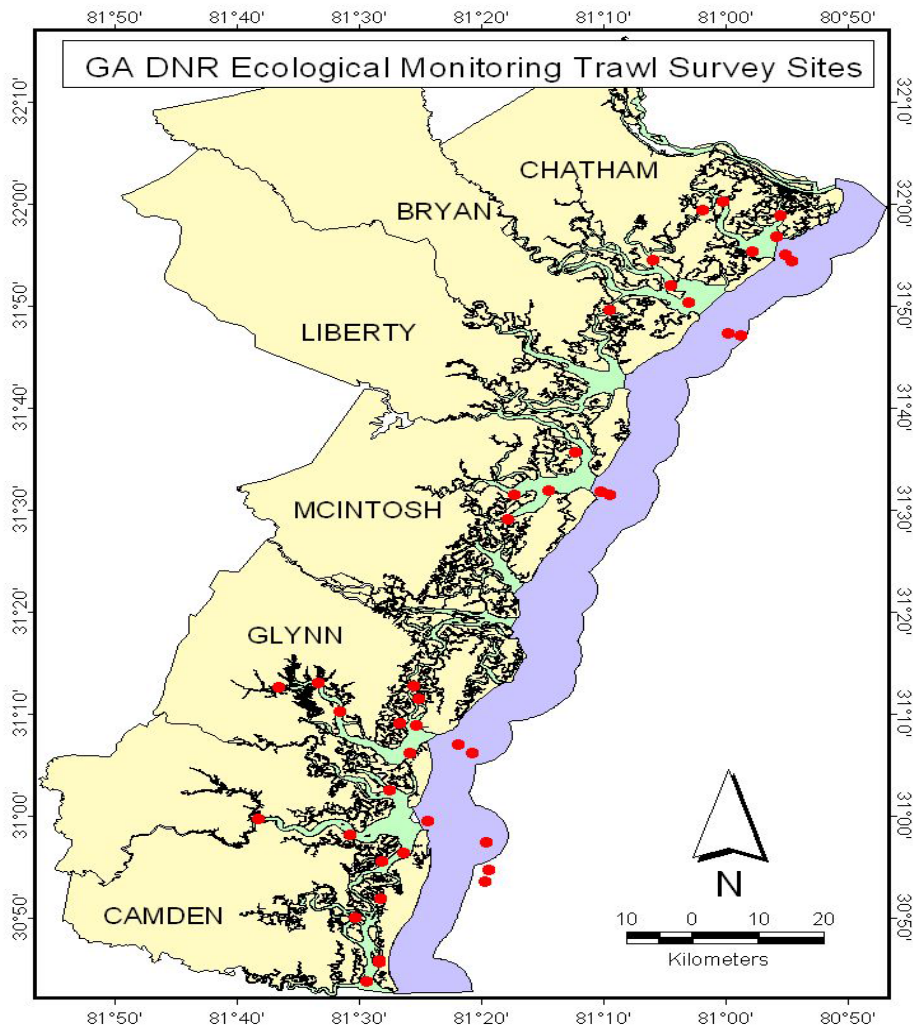 81°50' 81°40' 81°30' 81°20' 81°10' 81°00' 80°50'
GA DNR Ecological Monitoring Trawl Survey Sites
32°10' 32°10'
CHATHAM
32°00' BRYAN 32°00'
31°50' 31°50'
LIBERTY
31°40' 31°40'
31°30' MCINTOSH 31°30'
31°20' 31°20'
GLYNN
31°10' 31°10'
31°00' 31°00'
N
30°50' CAMDEN 30°50'
10 0 10 20
Kilometers
81°50' 81°40' 81°30' 81°20' 81°10' 81°00' 80°50'